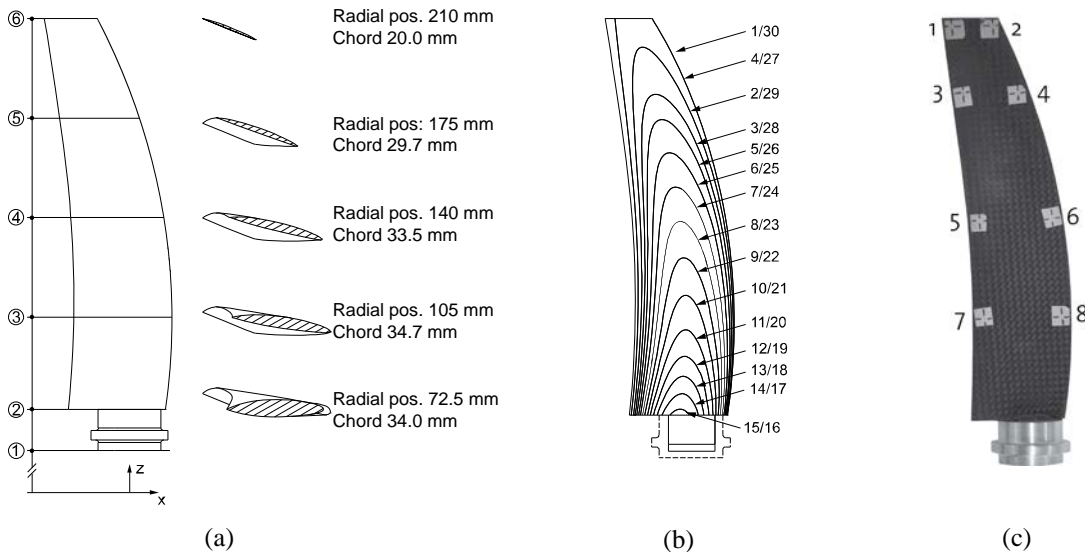 ⑥
⑤
④
③
②
①
z
x
Radial pos. 210 mm
Chord 20.0 mm
Radial pos: 175 mm
Chord 29.7 mm
Radial pos. 140 mm
Chord 33.5 mm
Radial pos. 105 mm
Chord 34.7 mm
Radial pos. 72.5 mm
Chord 34.0 mm
(a)
1/30
4/27
2/29
3/28
5/26
6/25
7/24
8/23
9/22
10/21
11/20
12/19
13/18
14/17
15/16
(b)
1 2
3 4
5 6
7 8
(c)